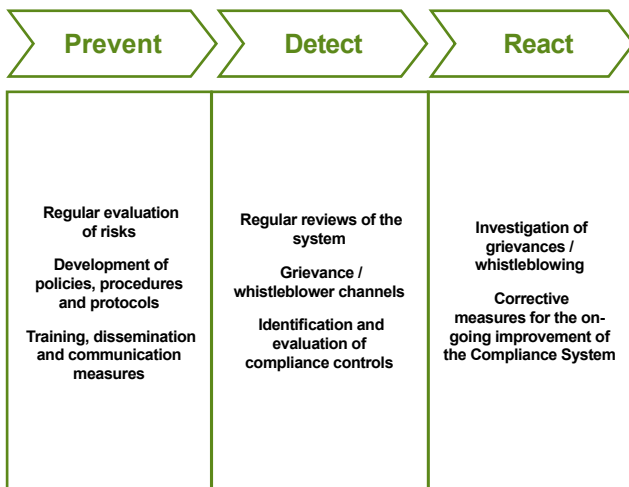 Prevent
Detect
React
Regular evaluation
of risks
Development of
policies, procedures
and protocols
Training, dissemination
and communication
measures
Regular reviews of the
system
Grievance /
whistleblower channels
Identification and
evaluation of
compliance controls
Investigation of
grievances /
whistleblowing
Corrective
measures for the on-
going improvement of
the Compliance System